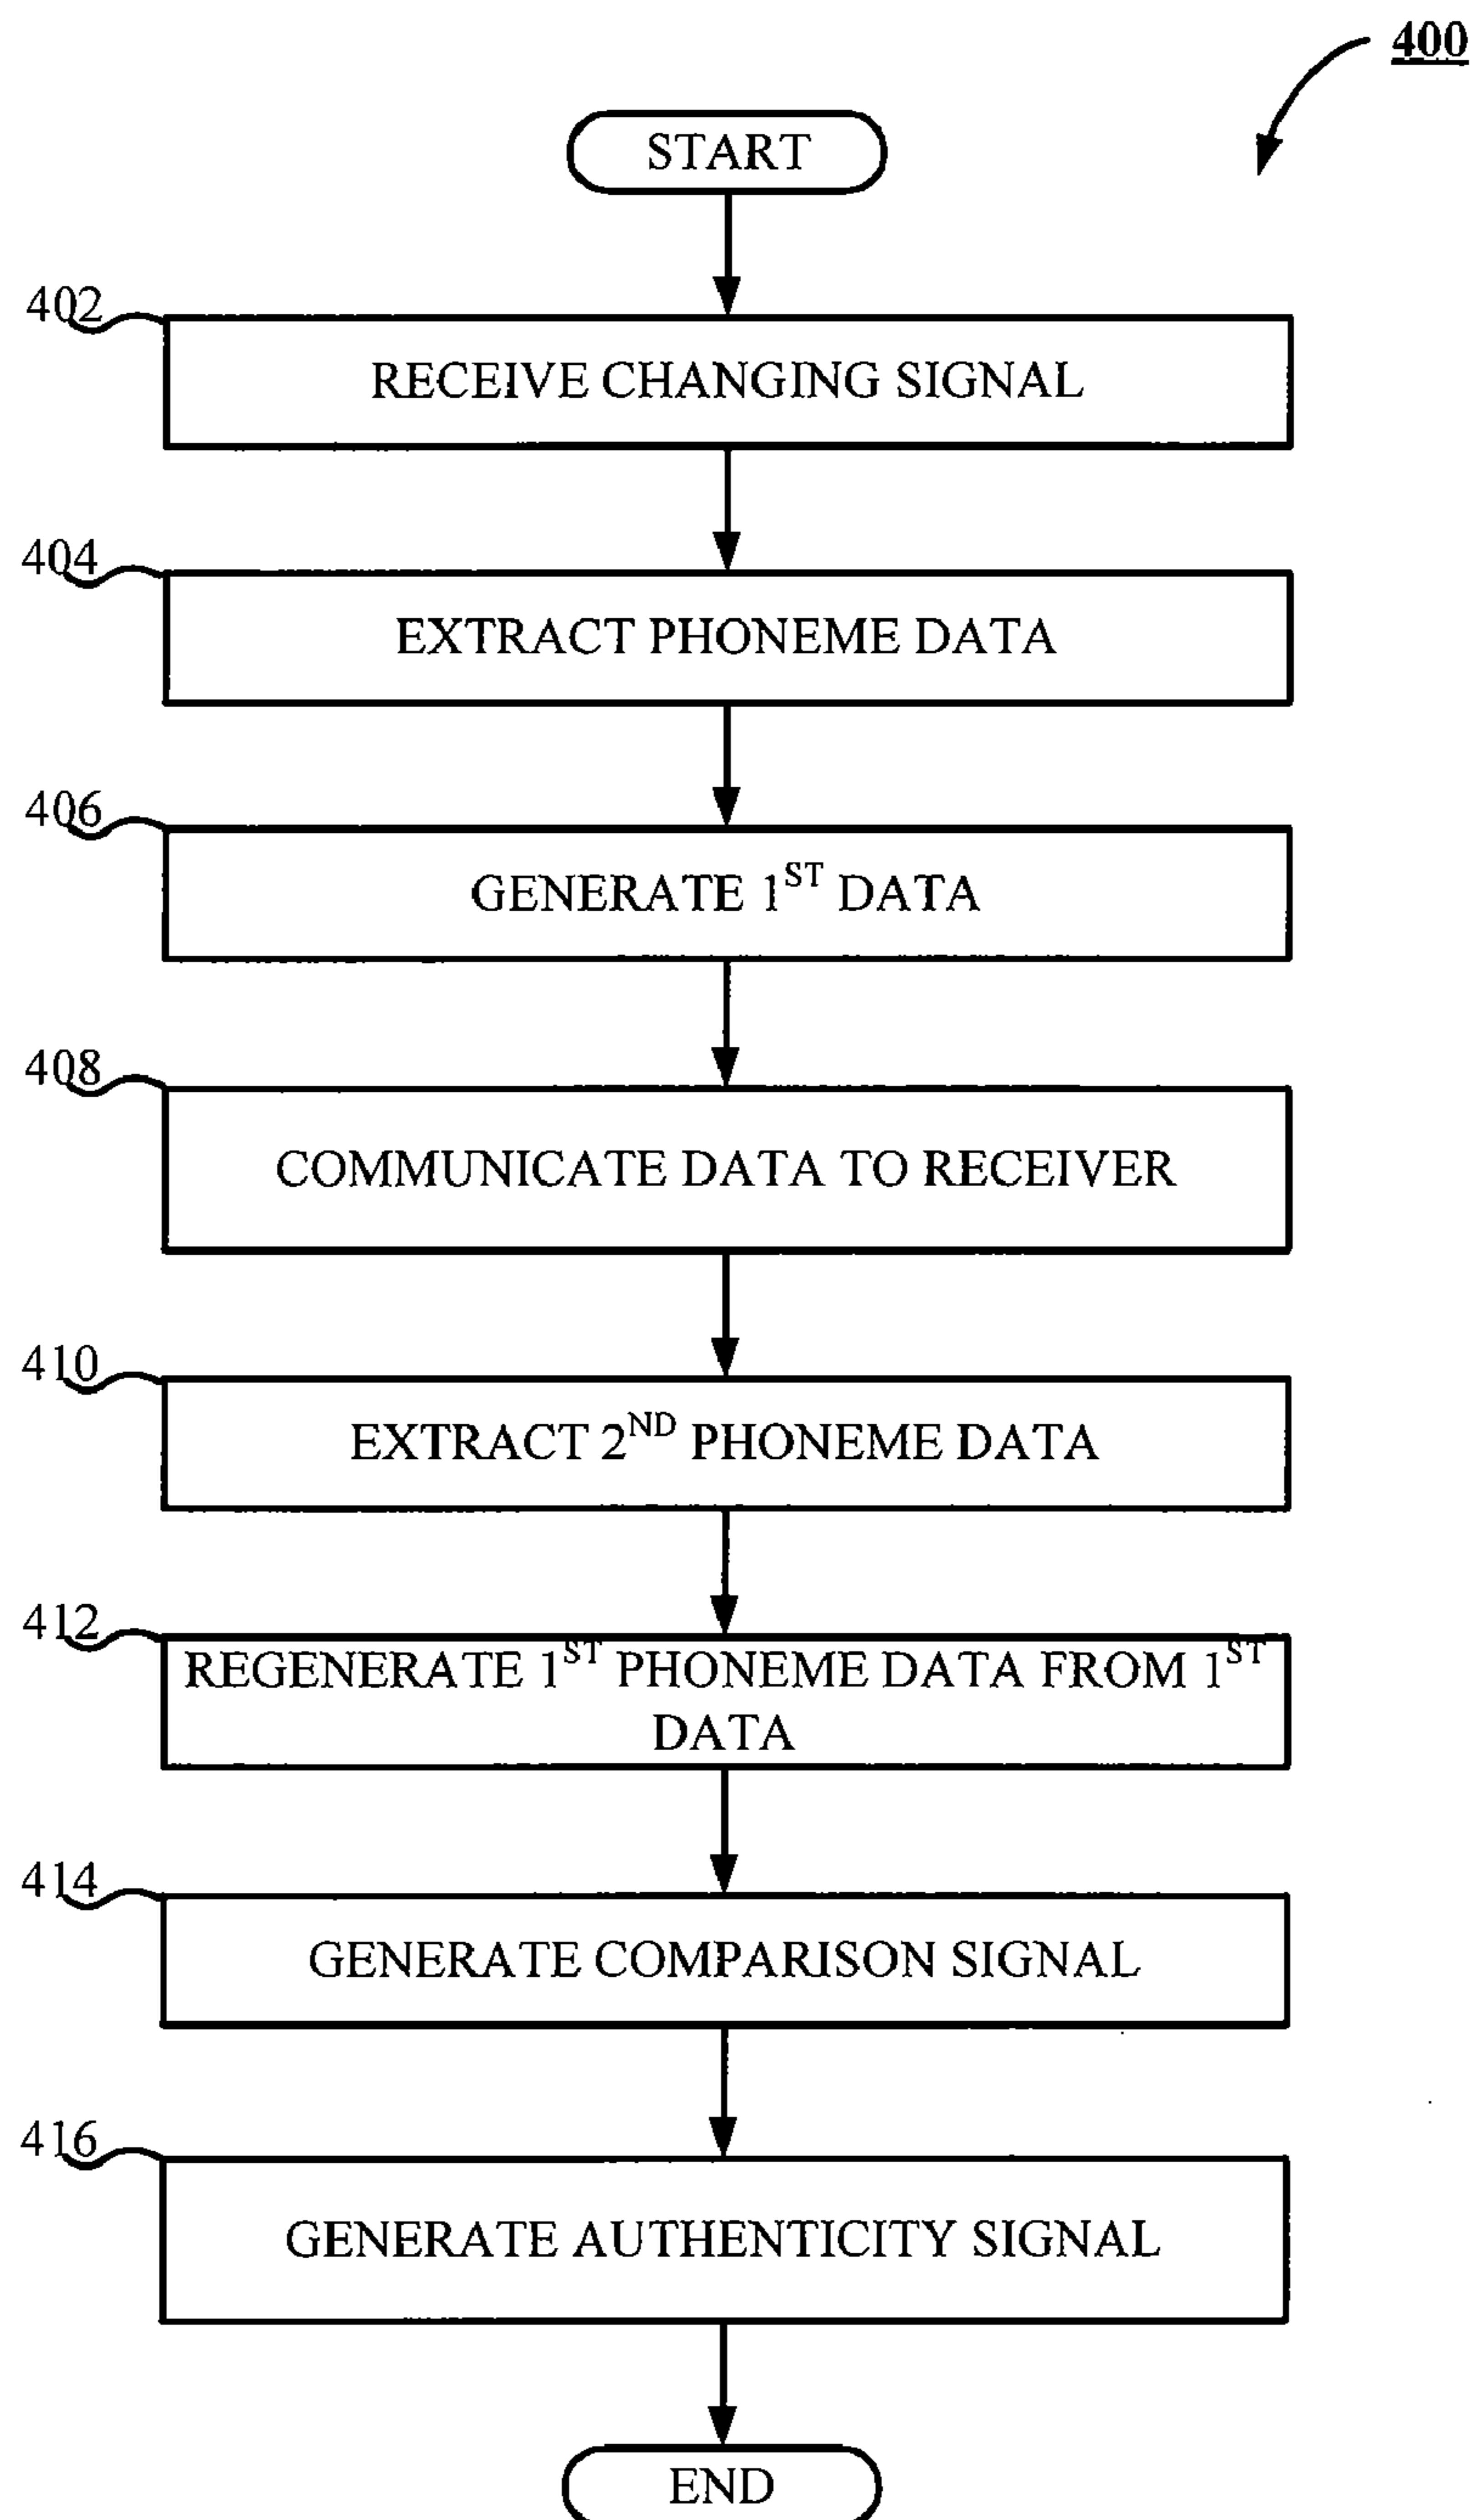 400
START
402
RECEIVE CHANGING SIGNAL
404
EXTRACT PHONEME DATA
406
GENERATE 1ST DATA
408
COMMUNICATE DATA TO RECEIVER
410
EXTRACT 2ND PHONEME DATA
412
REGENERATE 1ST PHONEME DATA FROM 1ST
DATA
414
GENERATE COMPARISON SIGNAL
416
GENERATE AUTHENTICITY SIGNAL
END